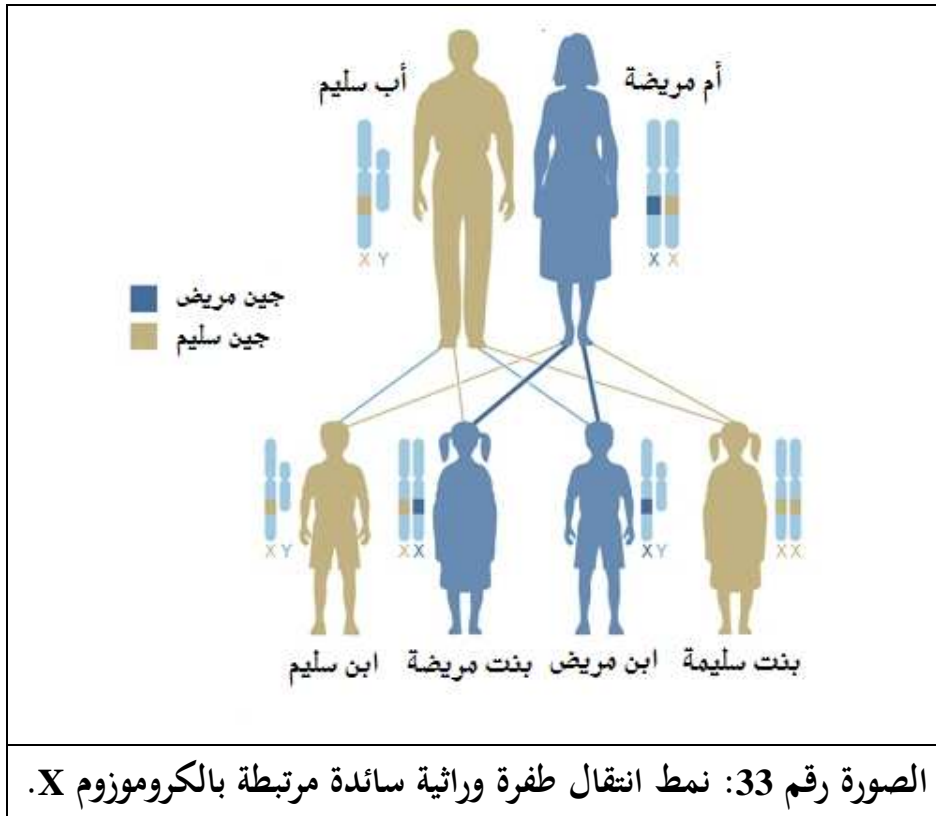 أب سليم
أم مريضة
X Y
X X
جين مريض
جين سليم
X Y
X X
X Y
X X
ابن سليم
بنت مريضة
ابن مريض
بنت سليمة
الصورة رقم 33: نمط انتقال طفرة وراثية سائدة مرتبطة بالكروموزوم X.